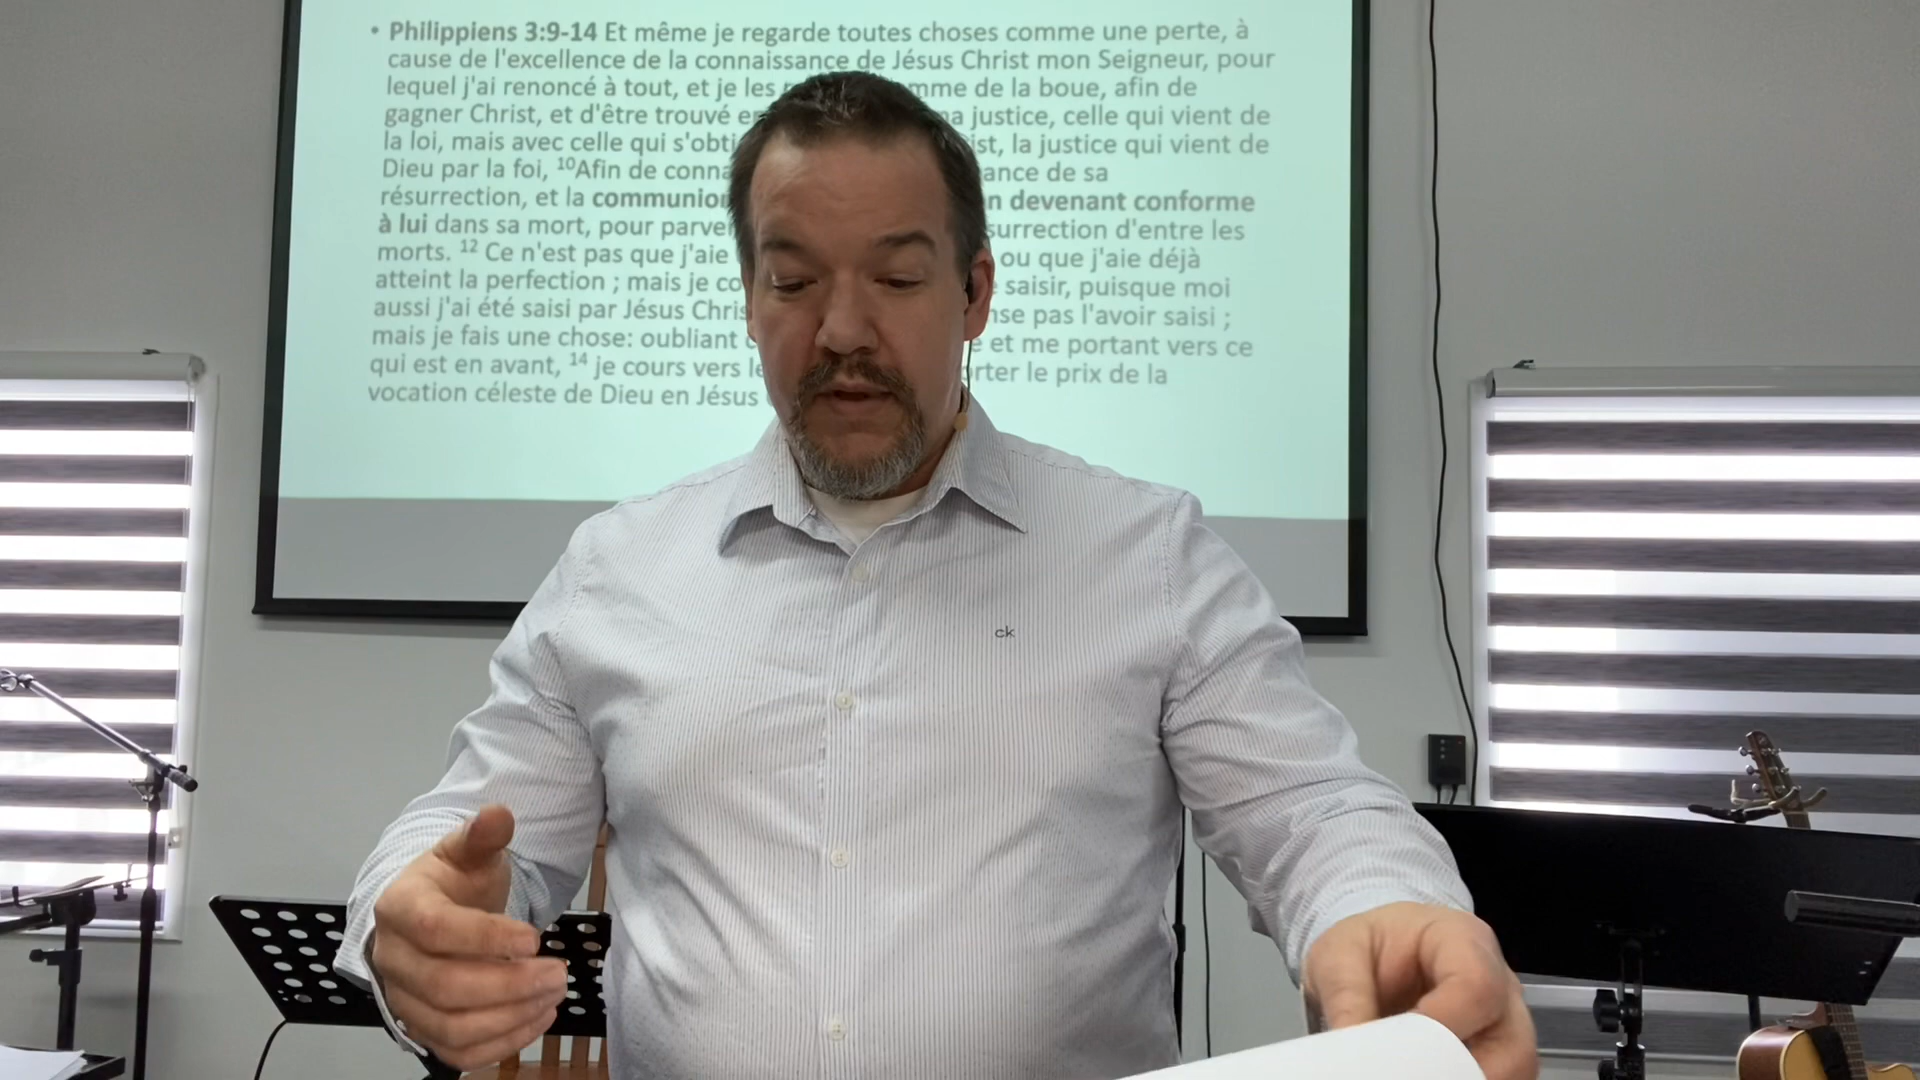 • Philippiens 3:9-14 Et même je regarde toutes choses comme une perte, à
cause de l'excellence de la connaissance de Jésus Christ mon Seigneur, pour
lequel j'ai renoncé à tout, et je les mme de la boue, afin de
gagner Christ, et d'être trouvé e a justice, celle qui vient de
la loi, mais avec celle qui s'obti ist, la justice qui vient de
Dieu par la foi, ¹⁰Afin de conna ance de sa
résurrection, et la communion n devenant conforme
à lui dans sa mort, pour parve surrection d'entre les
morts. ¹² Ce n'est pas que j'aie ou que j'aie déjà
atteint la perfection ; mais je co saisir, puisque moi
aussi j'ai été saisi par Jésus Chris nse pas l'avoir saisi ;
mais je fais une chose: oubliant e et me portant vers ce
qui est en avant, ¹⁴ je cours vers le rter le prix de la
vocation céleste de Dieu en Jésus
ck